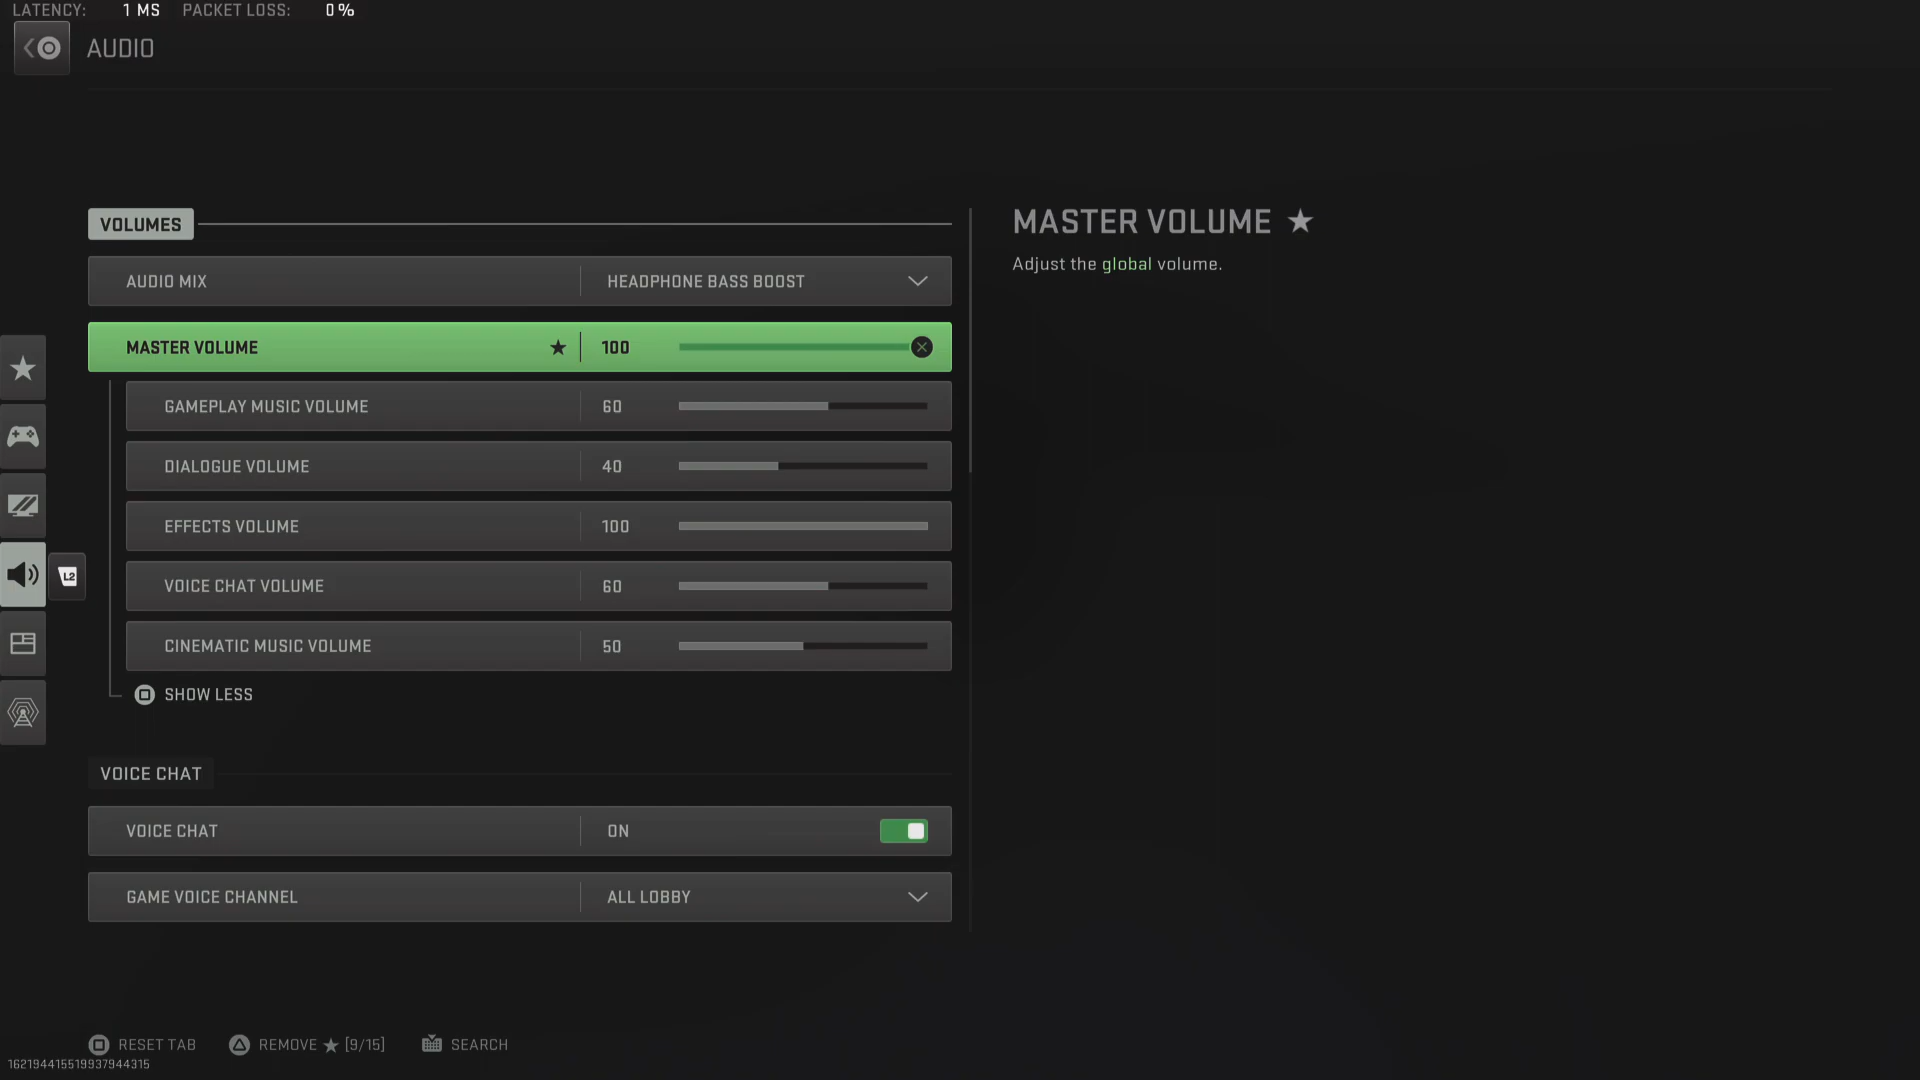 LATENCY: 1 MS PACKET LOSS: 0 %
AUDIO
VOLUMES
AUDIO MIX HEADPHONE BASS BOOST
MASTER VOLUME 100
GAMEPLAY MUSIC VOLUME 60
DIALOGUE VOLUME 40
EFFECTS VOLUME 100
L2
VOICE CHAT VOLUME 60
CINEMATIC MUSIC VOLUME 50
SHOW LESS
VOICE CHAT
VOICE CHAT ON
GAME VOICE CHANNEL ALL LOBBY
MASTER VOLUME
Adjust the global volume.
RESET TAB REMOVE ★ [9/15] SEARCH
16219441551993​7944315